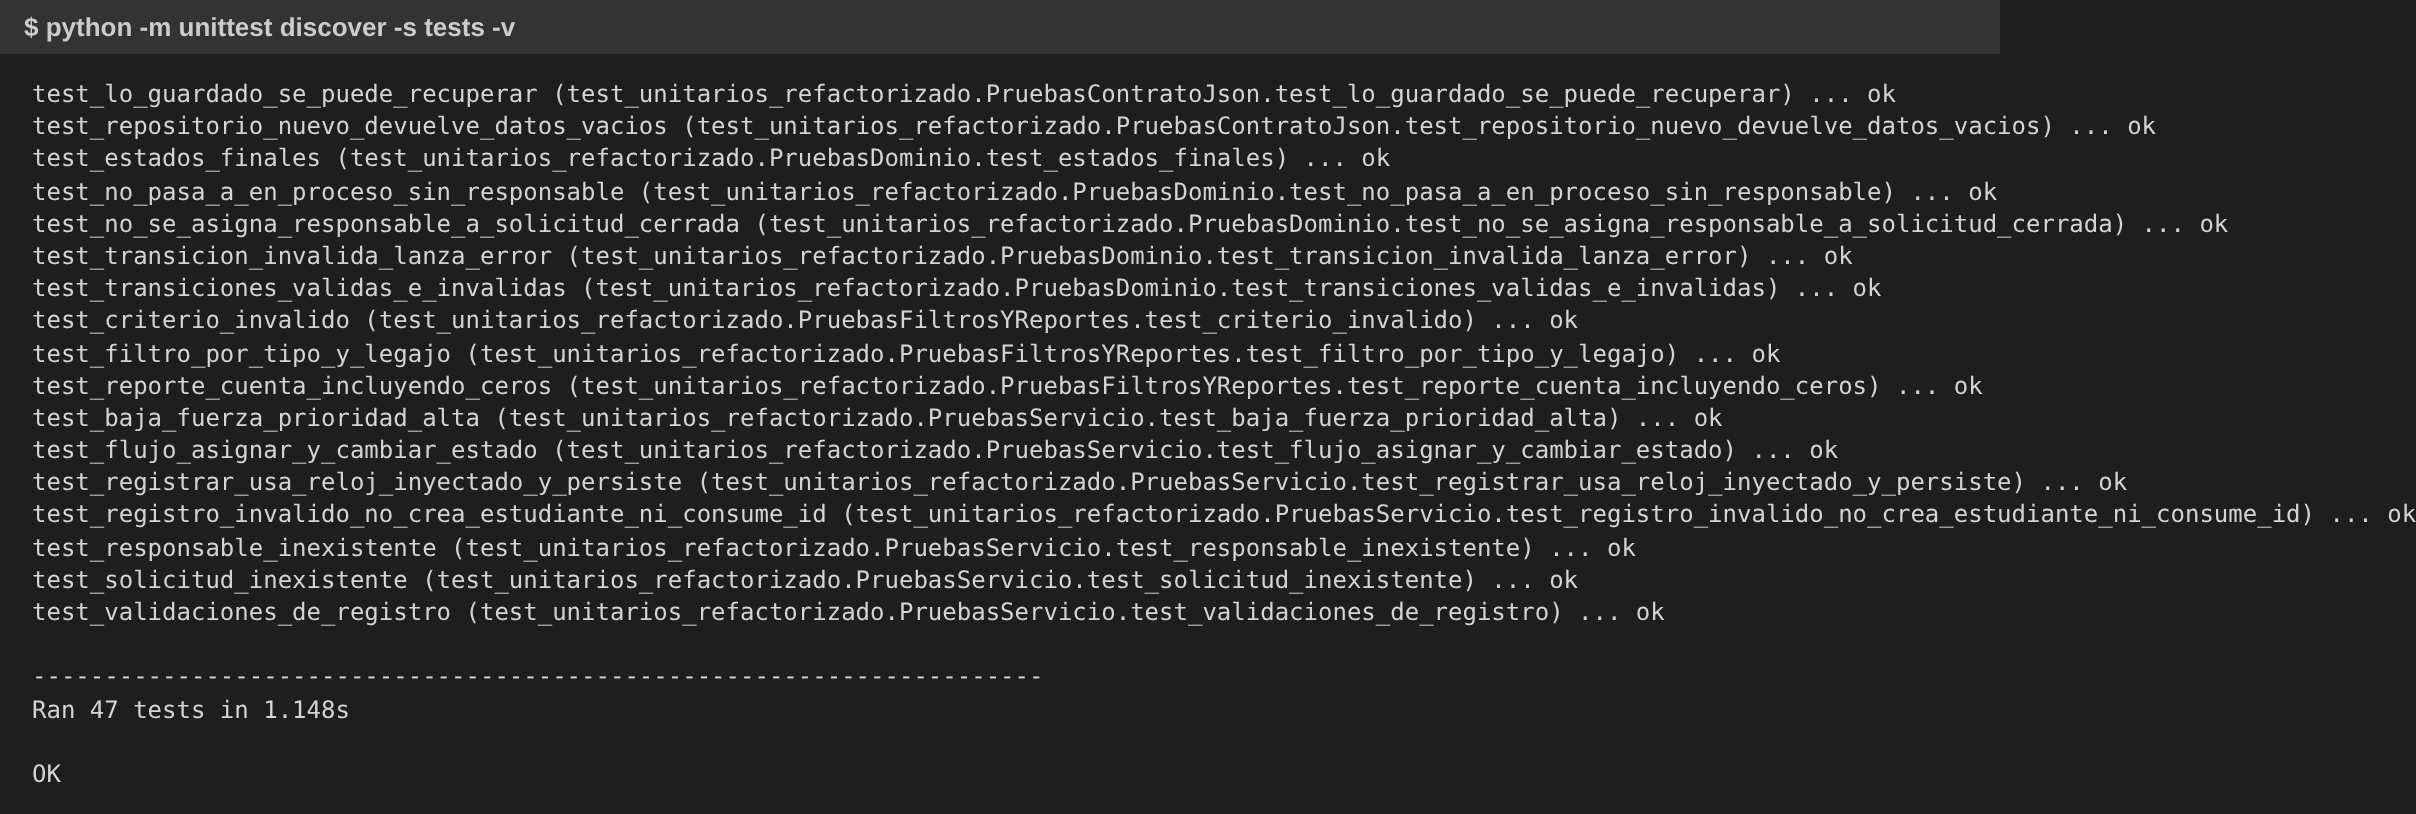 $ python -m unittest discover -s tests -v
test_lo_guardado_se_puede_recuperar (test_unitarios_refactorizado.PruebasContratoJson.test_lo_guardado_se_puede_recuperar) ... ok
test_repositorio_nuevo_devuelve_datos_vacios (test_unitarios_refactorizado.PruebasContratoJson.test_repositorio_nuevo_devuelve_datos_vacios) ... ok
test_estados_finales (test_unitarios_refactorizado.PruebasDominio.test_estados_finales) ... ok
test_no_pasa_a_en_proceso_sin_responsable (test_unitarios_refactorizado.PruebasDominio.test_no_pasa_a_en_proceso_sin_responsable) ... ok
test_no_se_asigna_responsable_a_solicitud_cerrada (test_unitarios_refactorizado.PruebasDominio.test_no_se_asigna_responsable_a_solicitud_cerrada) ... ok
test_transicion_invalida_lanza_error (test_unitarios_refactorizado.PruebasDominio.test_transicion_invalida_lanza_error) ... ok
test_transiciones_validas_e_invalidas (test_unitarios_refactorizado.PruebasDominio.test_transiciones_validas_e_invalidas) ... ok
test_criterio_invalido (test_unitarios_refactorizado.PruebasFiltrosYReportes.test_criterio_invalido) ... ok
test_filtro_por_tipo_y_legajo (test_unitarios_refactorizado.PruebasFiltrosYReportes.test_filtro_por_tipo_y_legajo) ... ok
test_reporte_cuenta_incluyendo_ceros (test_unitarios_refactorizado.PruebasFiltrosYReportes.test_reporte_cuenta_incluyendo_ceros) ... ok
test_baja_fuerza_prioridad_alta (test_unitarios_refactorizado.PruebasServicio.test_baja_fuerza_prioridad_alta) ... ok
test_flujo_asignar_y_cambiar_estado (test_unitarios_refactorizado.PruebasServicio.test_flujo_asignar_y_cambiar_estado) ... ok
test_registrar_usa_reloj_inyectado_y_persiste (test_unitarios_refactorizado.PruebasServicio.test_registrar_usa_reloj_inyectado_y_persiste) ... ok
test_registro_invalido_no_crea_estudiante_ni_consume_id (test_unitarios_refactorizado.PruebasServicio.test_registro_invalido_no_crea_estudiante_ni_consume_id) ... ok
test_responsable_inexistente (test_unitarios_refactorizado.PruebasServicio.test_responsable_inexistente) ... ok
test_solicitud_inexistente (test_unitarios_refactorizado.PruebasServicio.test_solicitud_inexistente) ... ok
test_validaciones_de_registro (test_unitarios_refactorizado.PruebasServicio.test_validaciones_de_registro) ... ok
----------------------------------------------------------------------
Ran 47 tests in 1.148s
OK